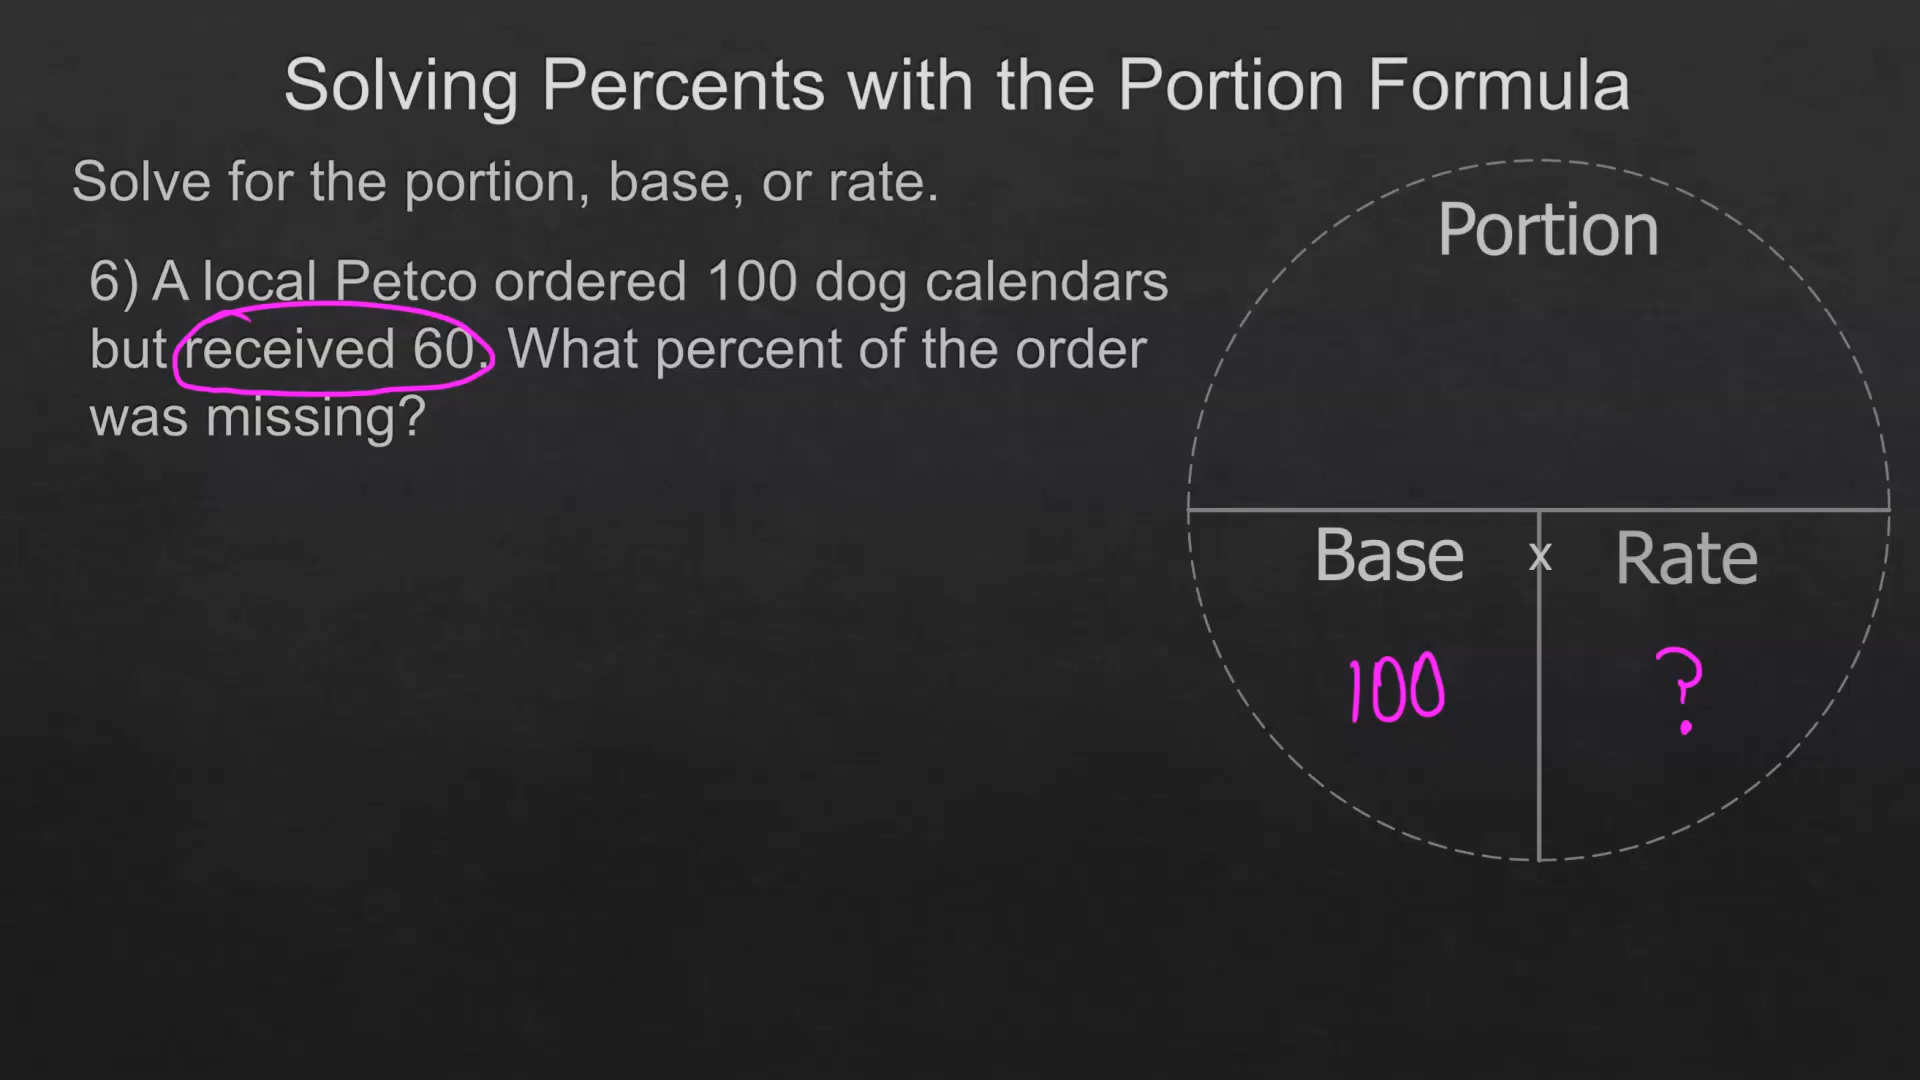 Solving Percents with the Portion Formula
Solve for the portion, base, or rate.
6) A local Petco ordered 100 dog calendars
but received 60. What percent of the order
was missing?
Portion
Base x Rate
100 ?